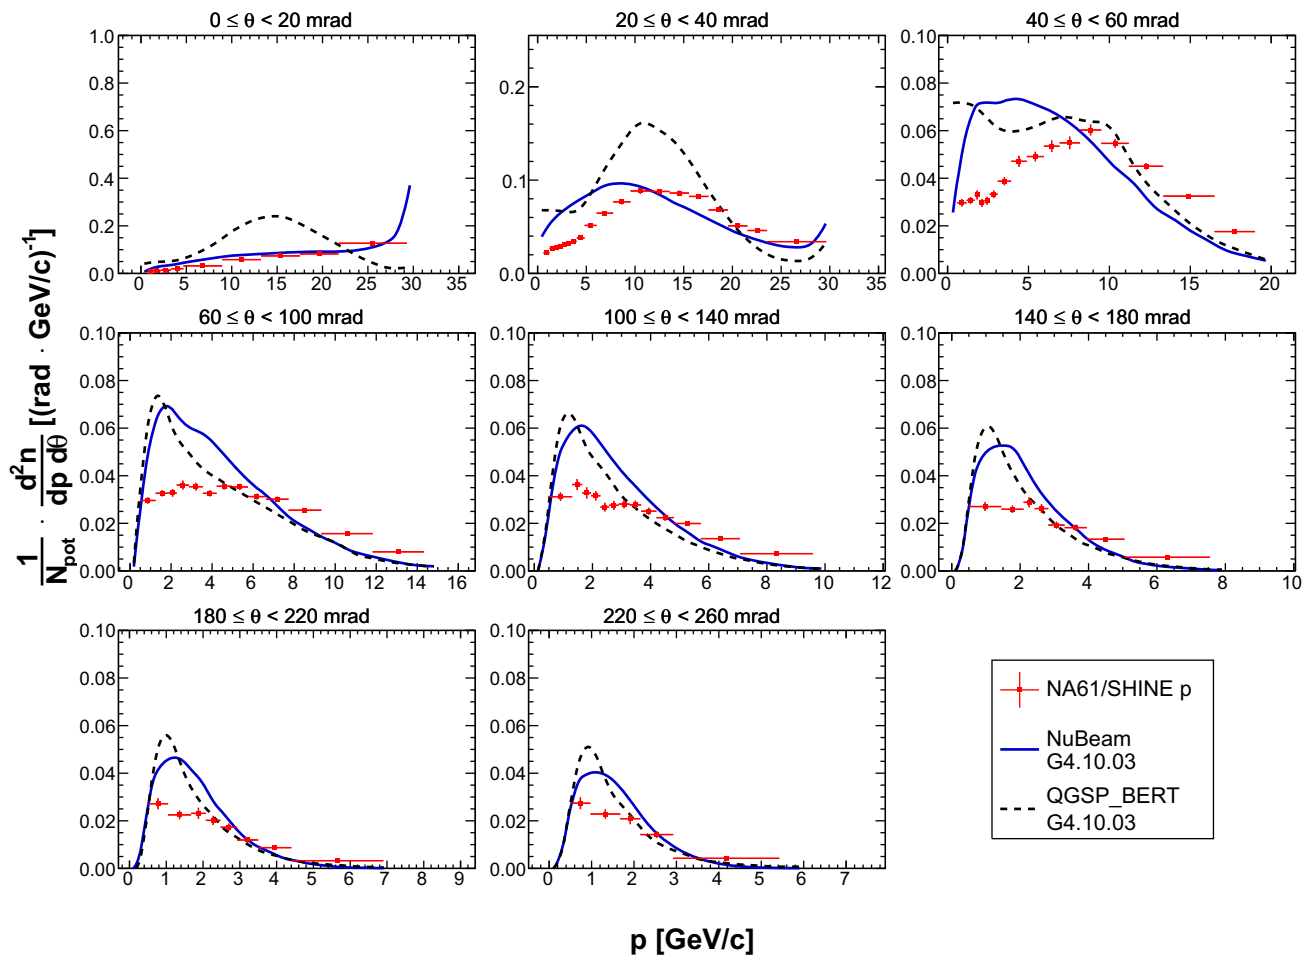 0 ≤ θ < 20 mrad
1.0
0.8
0.6
0.4
0.2
0.0
0 5 10 15 20 25 30 35
20 ≤ θ < 40 mrad
0.2
0.1
0.0
0 5 10 15 20 25 30 35
40 ≤ θ < 60 mrad
0.10
0.08
0.06
0.04
0.02
0.00
5 10 15 20
60 ≤ θ < 100 mrad
0.10
0.08
0.06
0.04
0.02
0.00
0 2 4 6 8 10 12 14 16
100 ≤ θ < 140 mrad
0.10
0.08
0.06
0.04
0.02
0.00
0 2 4 6 8 10 12
140 ≤ θ < 180 mrad
0.10
0.08
0.06
0.04
0.02
0.00
0 2 4 6 8 10
180 ≤ θ < 220 mrad
0.10
0.08
0.06
0.04
0.02
0.00
0 1 2 3 4 5 6 7 8 9
220 ≤ θ < 260 mrad
0.10
0.08
0.06
0.04
0.02
0.00
0 1 2 3 4 5 6 7
1/N_pot · d²n/dp dθ [(rad · GeV/c)⁻¹]
p [GeV/c]
NA61/SHINE p
NuBeam
G4.10.03
QGSP_BERT
G4.10.03